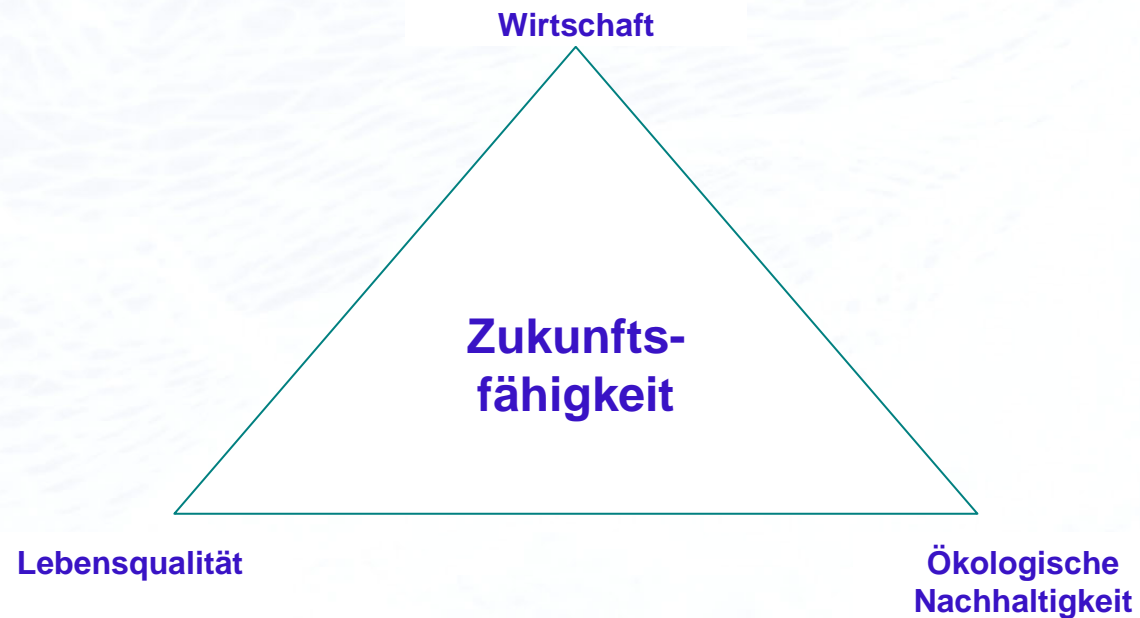 Wirtschaft
Zukunfts-
fähigkeit
Lebensqualität
Ökologische
Nachhaltigkeit